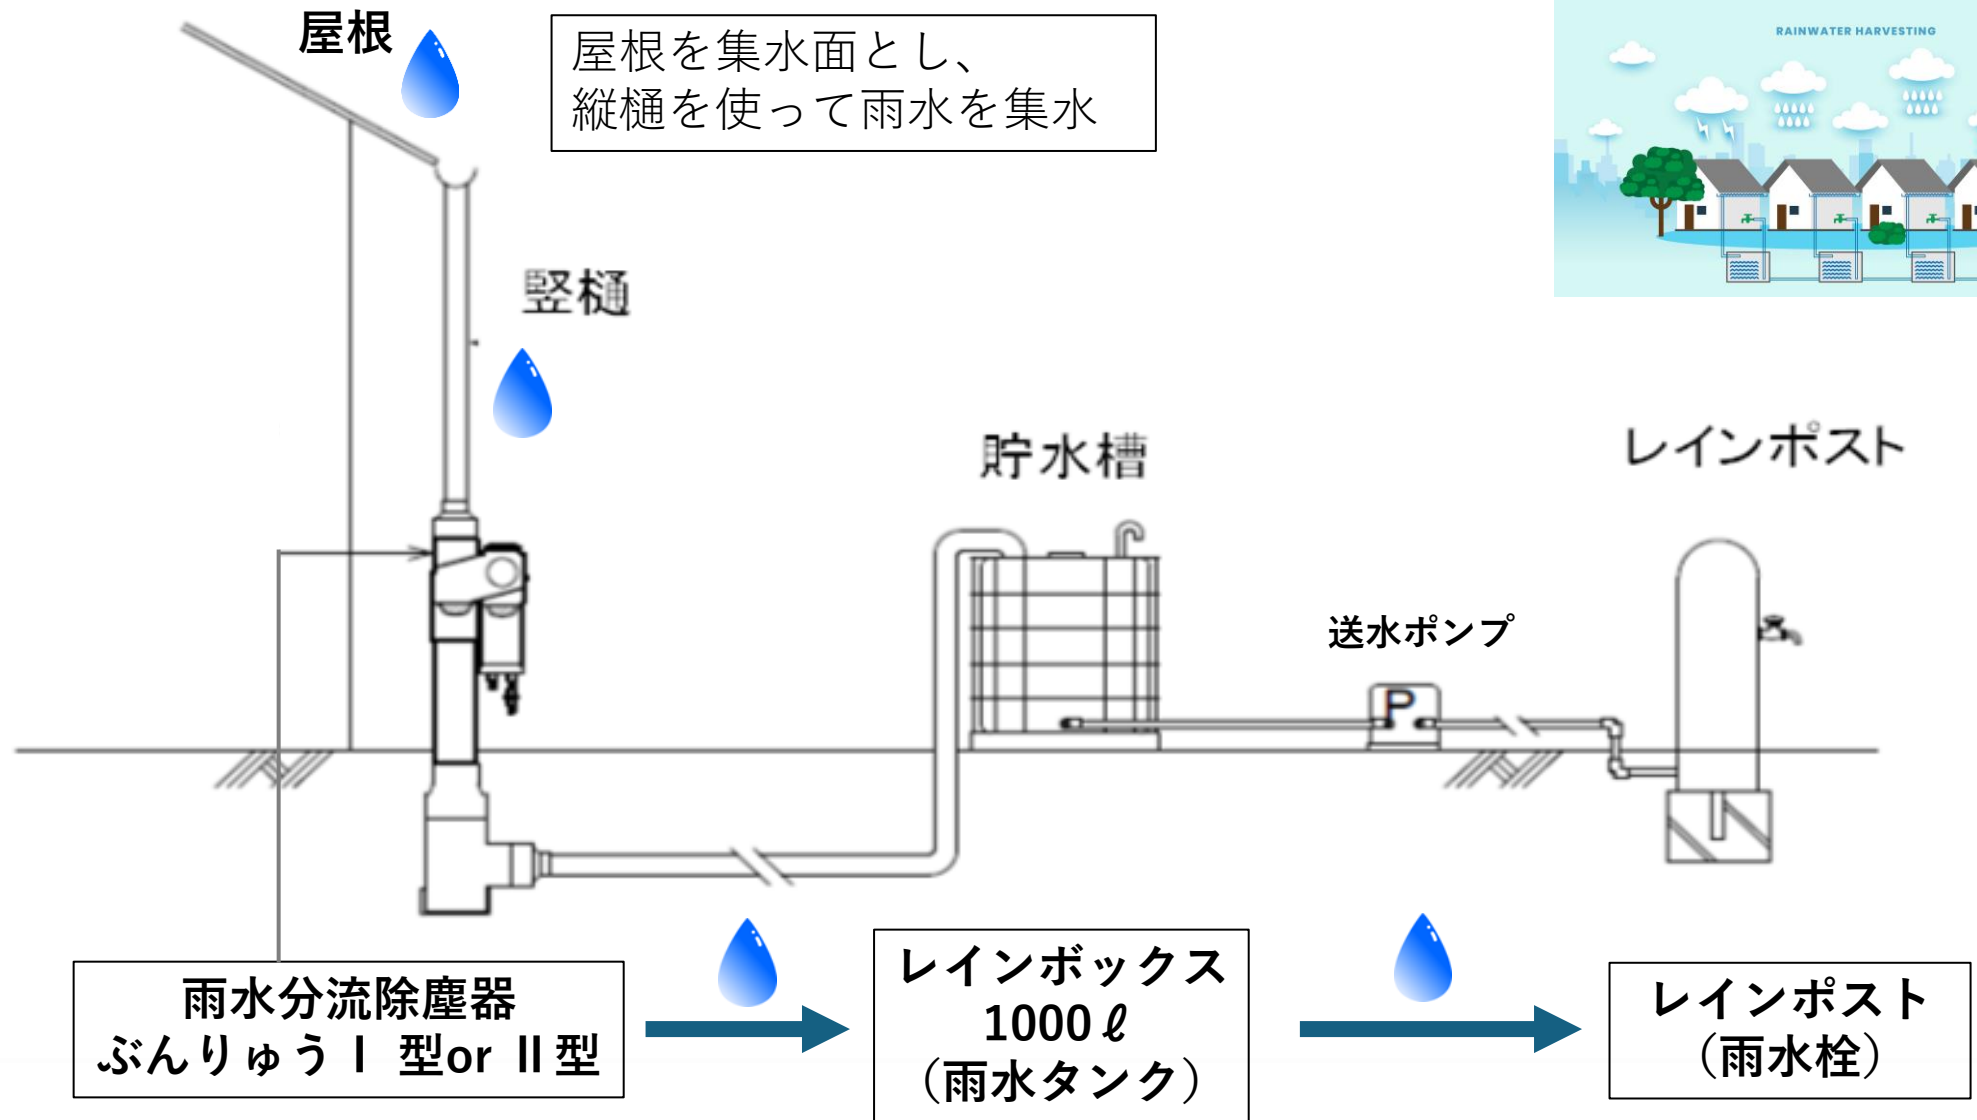 屋根
屋根を集水面とし、
縦樋を使って雨水を集水
RAINWATER HARVESTING
竪樋
貯水槽
レインポスト
送水ポンプ
P
雨水分流除塵器
ぶんりゅうⅠ 型or Ⅱ型
レインボックス
1000ℓ
（雨水タンク）
レインポスト
（雨水栓）